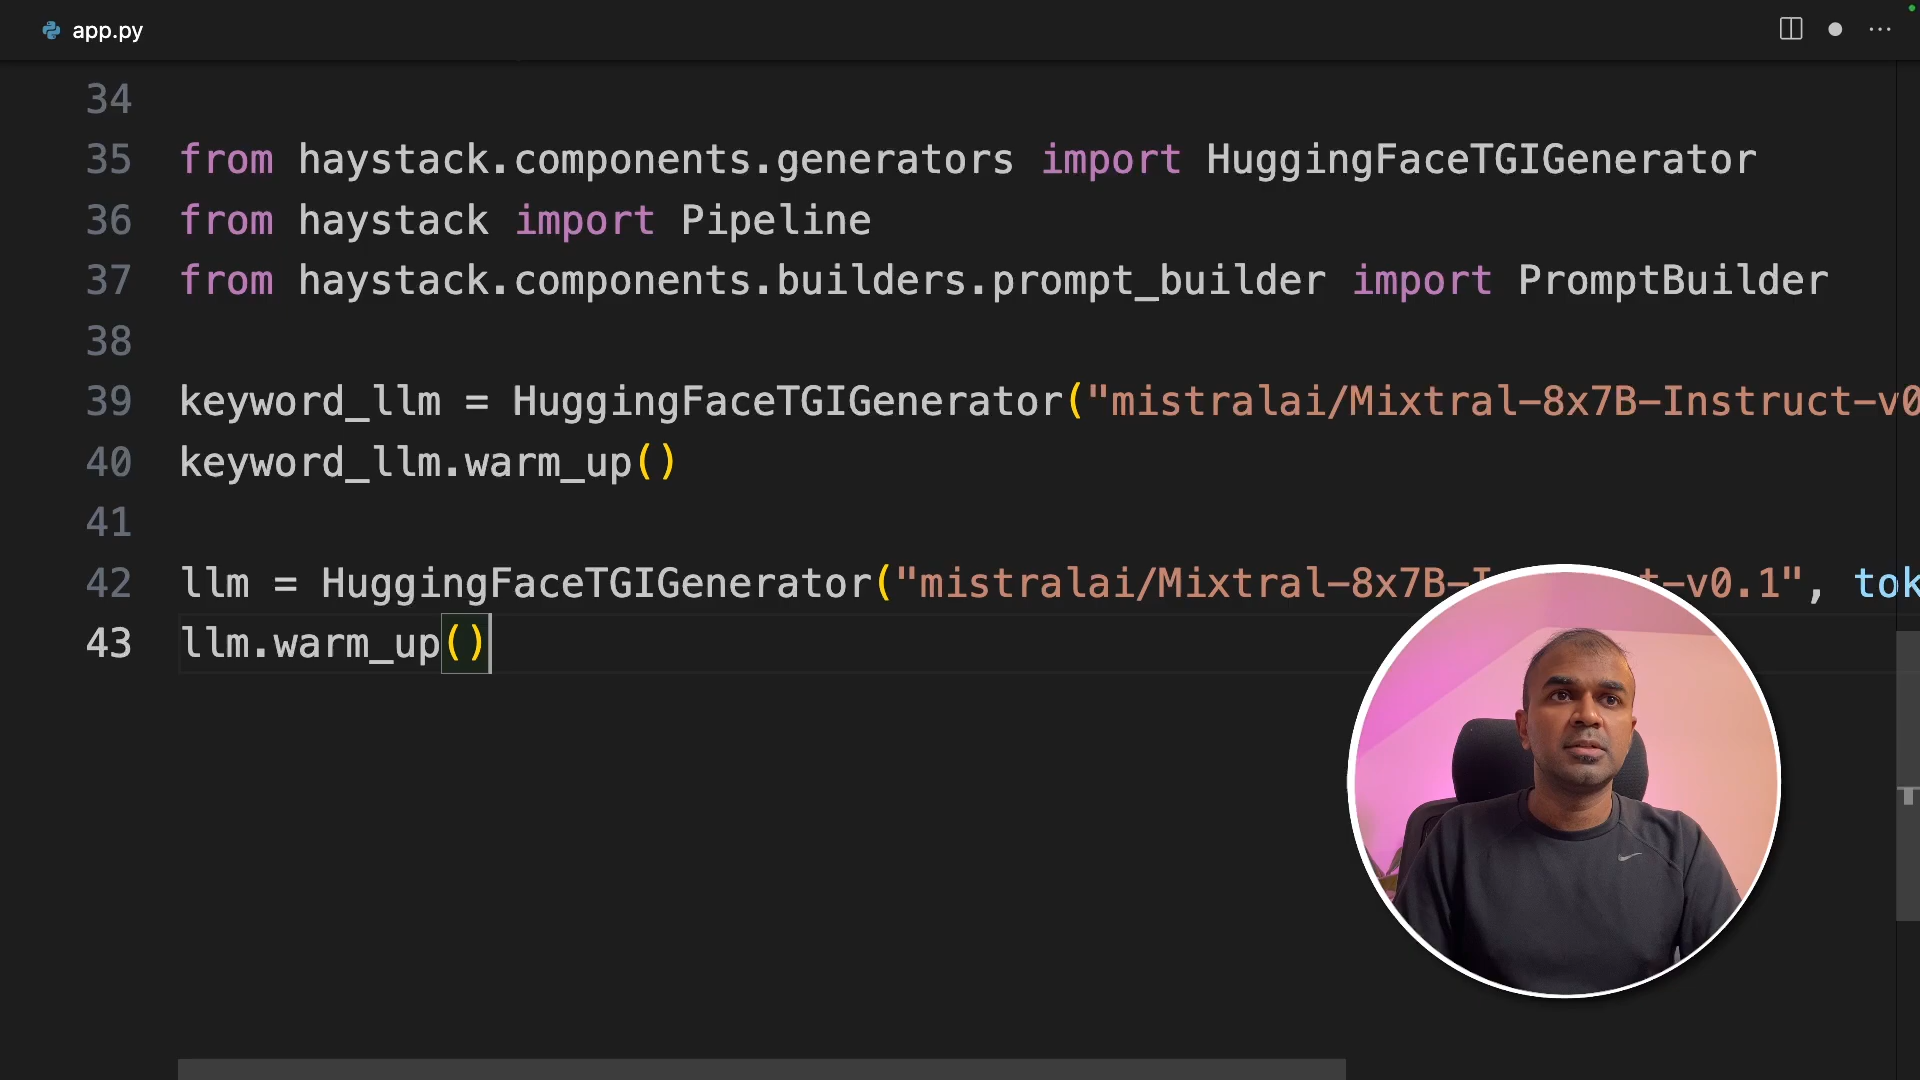 app.py
34
35 from haystack.components.generators import HuggingFaceTGIGenerator
36 from haystack import Pipeline
37 from haystack.components.builders.prompt_builder import PromptBuilder
38
39 keyword_llm = HuggingFaceTGIGenerator("mistralai/Mixtral-8x7B-Instruct-v0
40 keyword_llm.warm_up()
41
42 llm = HuggingFaceTGIGenerator("mistralai/Mixtral-8x7B-I t-v0.1", tok
43 llm.warm_up()